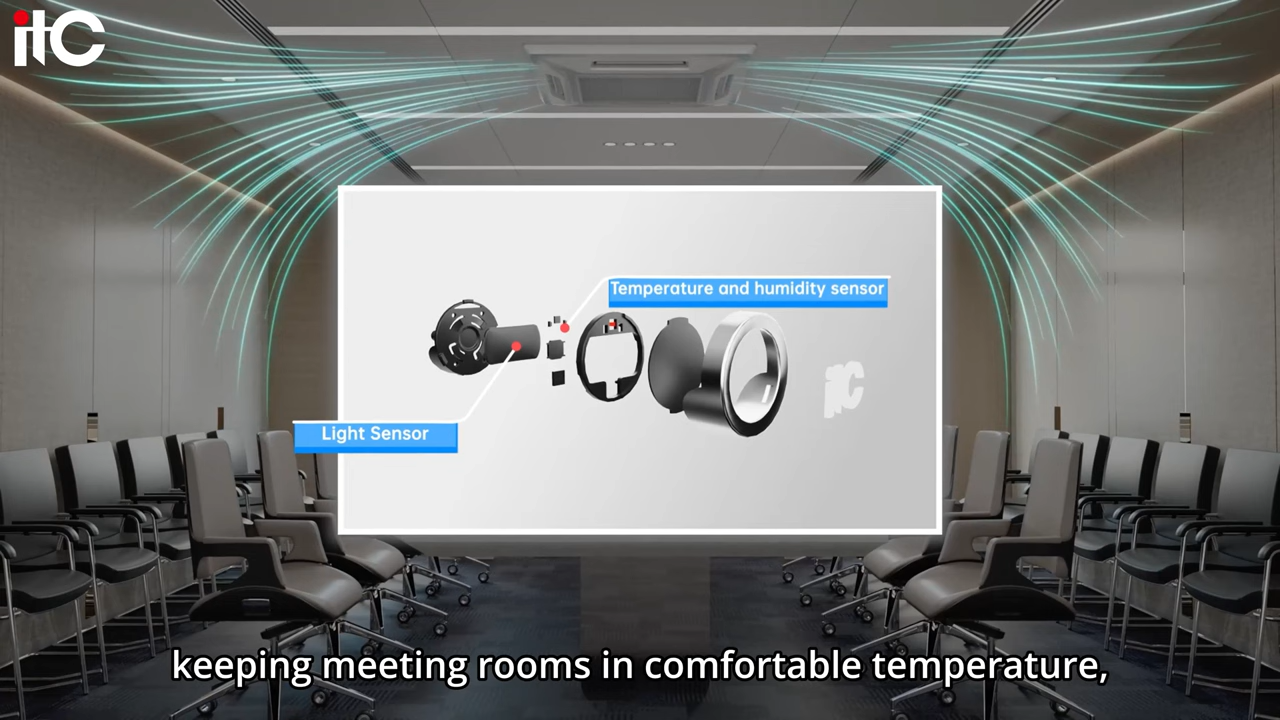 itc
Temperature and humidity sensor
Light Sensor
itc
keeping meeting rooms in comfortable temperature,